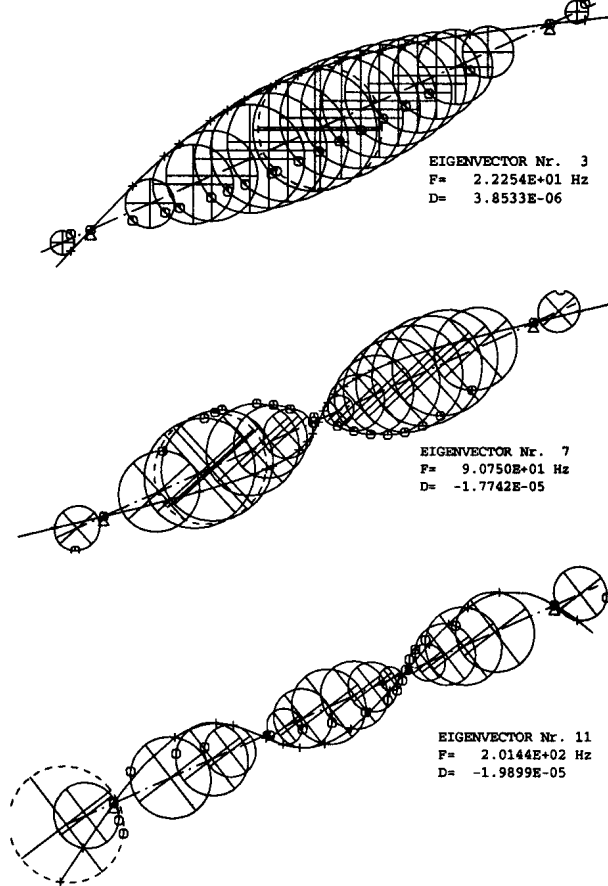 EIGENVECTOR Nr. 3
F= 2.2254E+01 Hz
D= 3.8533E-06
EIGENVECTOR Nr. 7
F= 9.0750E+01 Hz
D= -1.7742E-05
EIGENVECTOR Nr. 11
F= 2.0144E+02 Hz
D= -1.9899E-05